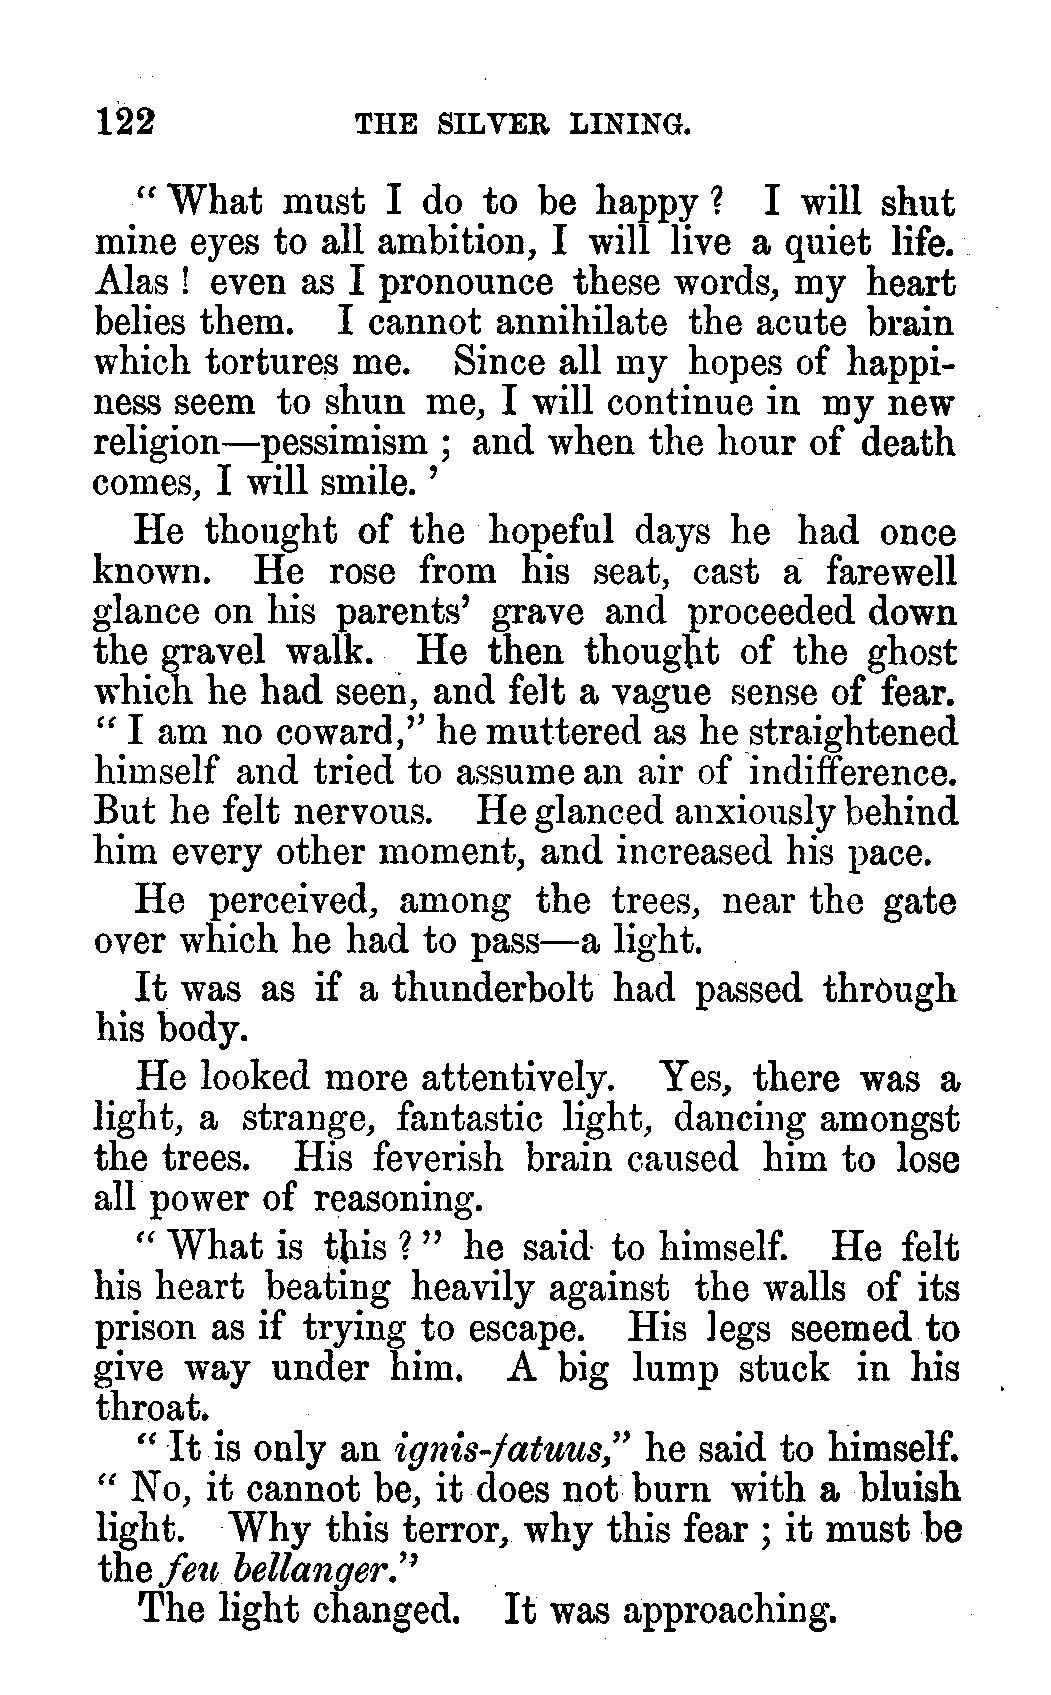 122 THE SILVER LINING.
“ What must I do to be happy ? I will shut
mine eyes to all ambition, I will live a quiet life.
Alas ! even as I pronounce these words, my heart
belies them. I cannot annihilate the acute brain
which tortures me. Since all my hopes of happi-
ness seem to shun me, I will continue in my new
religion—pessimism ; and when the hour of death
comes, I will smile. ’
He thought of the hopeful days he had once
known. He rose from his seat, cast a farewell
glance on his parents’ grave and proceeded down
the gravel walk. He then thought of the ghost
which he had seen, and felt a vague sense of fear.
“ I am no coward,” he muttered as he straightened
himself and tried to assume an air of indifference.
But he felt nervous. He glanced anxiously behind
him every other moment, and increased his pace.
He perceived, among the trees, near the gate
over which he had to pass—a light.
It was as if a thunderbolt had passed through
his body.
He looked more attentively. Yes, there was a
light, a strange, fantastic light, dancing amongst
the trees. His feverish brain caused him to lose
all power of reasoning.
“ What is this ? ” he said to himself. He felt
his heart beating heavily against the walls of its
prison as if trying to escape. His legs seemed to
give way under him. A big lump stuck in his
throat.
“ It is only an ignis-fatuus,” he said to himself.
“ No, it cannot be, it does not burn with a bluish
light. Why this terror, why this fear ; it must be
the feu bellanger.”
The light changed. It was approaching.